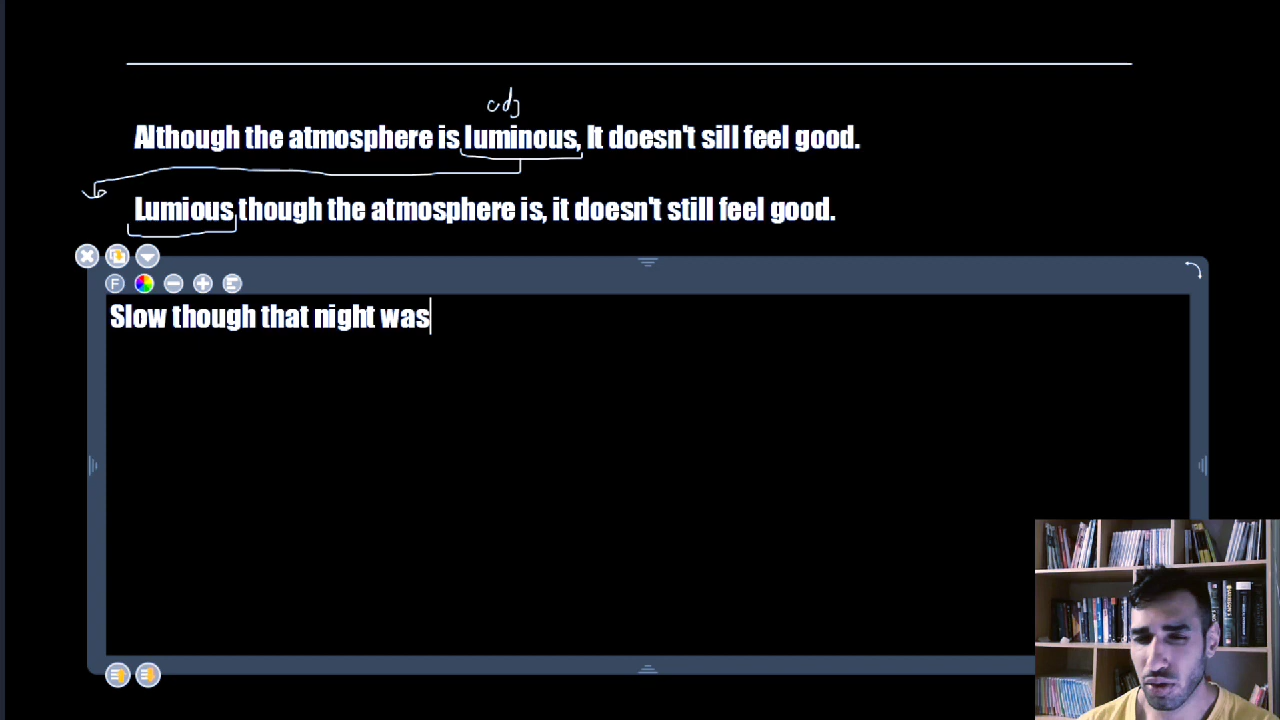 adj
Although the atmosphere is luminous, It doesn't sill feel good.
Lumious though the atmosphere is, it doesn't still feel good.
F
Slow though that night was